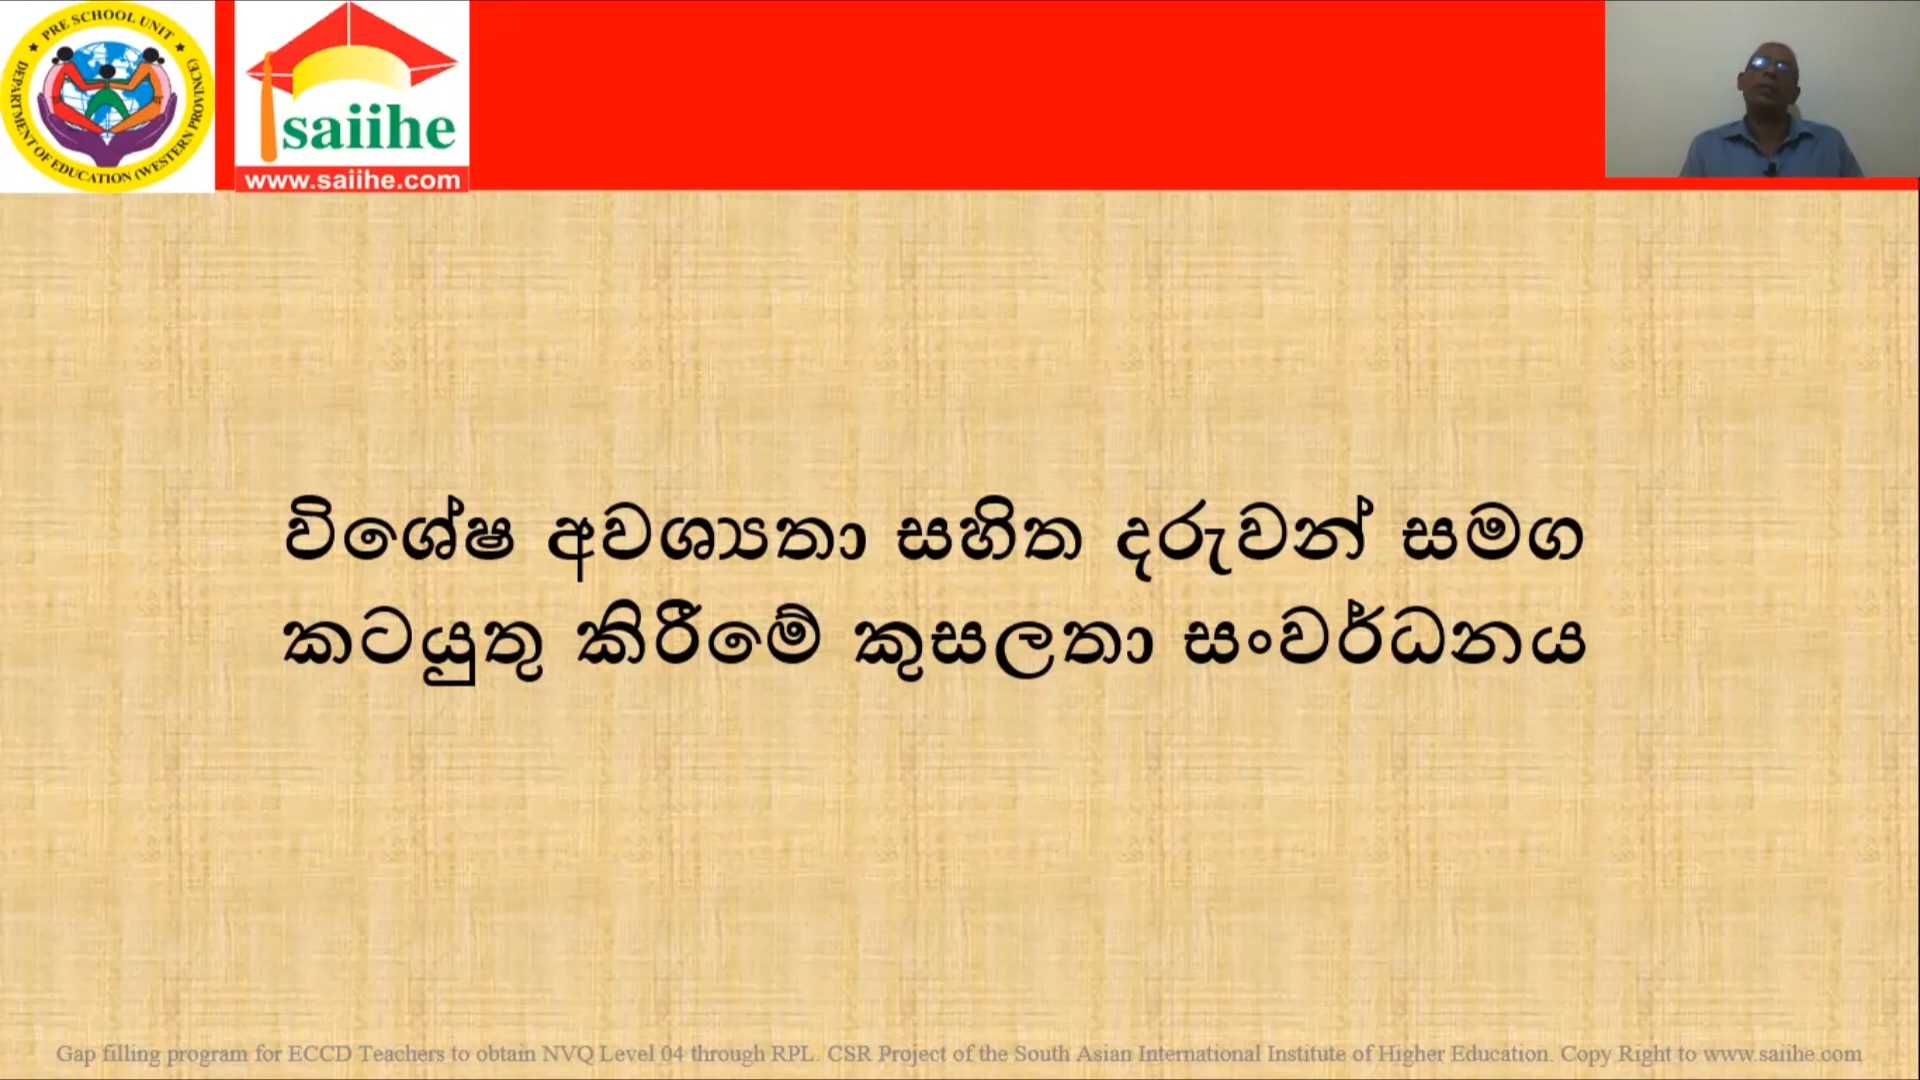 PRE SCHOOL UNIT
DEPARTMENT OF EDUCATION (WESTERN PROVINCE)
saiihe
www.saiihe.com
විශේෂ අවශ්‍යතා සහිත දරුවන් සමග
කටයුතු කිරීමේ කුසලතා සංවර්ධනය
Gap filling program for ECCD Teachers to obtain NVQ Level 04 through RPL. CSR Project of the South Asian International Institute of Higher Education. Copy Right to www.saiihe.com